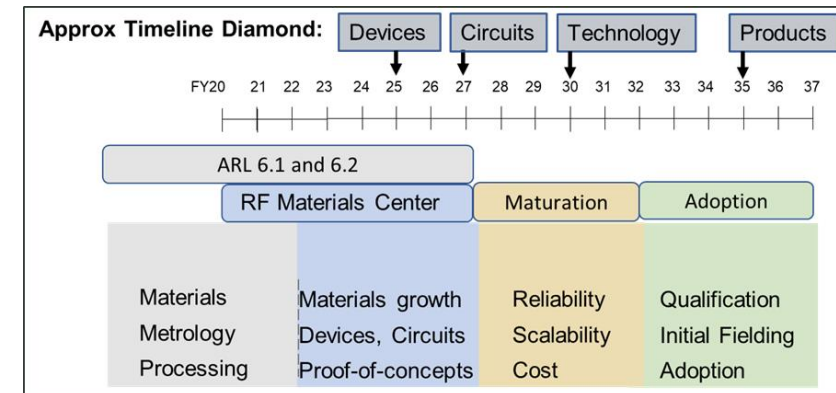 Approx Timeline Diamond:
Devices
Circuits
Technology
Products
FY20 21 22 23 24 25 26 27 28 29 30 31 32 33 34 35 36 37
ARL 6.1 and 6.2
RF Materials Center
Maturation
Adoption
Materials
Metrology
Processing
Materials growth
Devices, Circuits
Proof-of-concepts
Reliability
Scalability
Cost
Qualification
Initial Fielding
Adoption